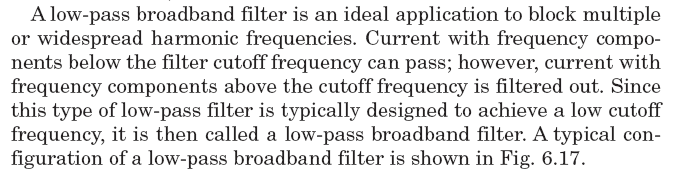 A low-pass broadband filter is an ideal application to block multiple
or widespread harmonic frequencies. Current with frequency compo-
nents below the filter cutoff frequency can pass; however, current with
frequency components above the cutoff frequency is filtered out. Since
this type of low-pass filter is typically designed to achieve a low cutoff
frequency, it is then called a low-pass broadband filter. A typical con-
figuration of a low-pass broadband filter is shown in Fig. 6.17.